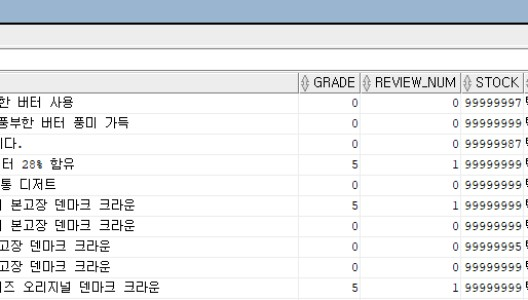 GRADE REVIEW_NUM STOCK
한 버터 사용 0 0 99999997
풍부한 버터 풍미 가득 0 0 99999999
니다. 0 0 99999987
터 28% 함유 5 1 99999999
통 디저트 0 0 99999999
본고장 덴마크 크라운 5 1 99999999
본고장 덴마크 크라운 0 0 99999999
고장 덴마크 크라운 0 0 99999995
고장 덴마크 크라운 0 0 99999999
즈 오리지널 덴마크 크라운 5 1 99999999